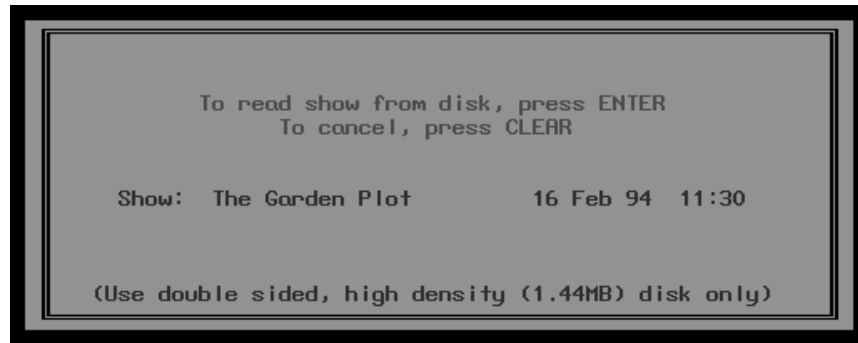 To read show from disk, press ENTER
To cancel, press CLEAR
Show: The Garden Plot 16 Feb 94 11:30
(Use double sided, high density (1.44MB) disk only)